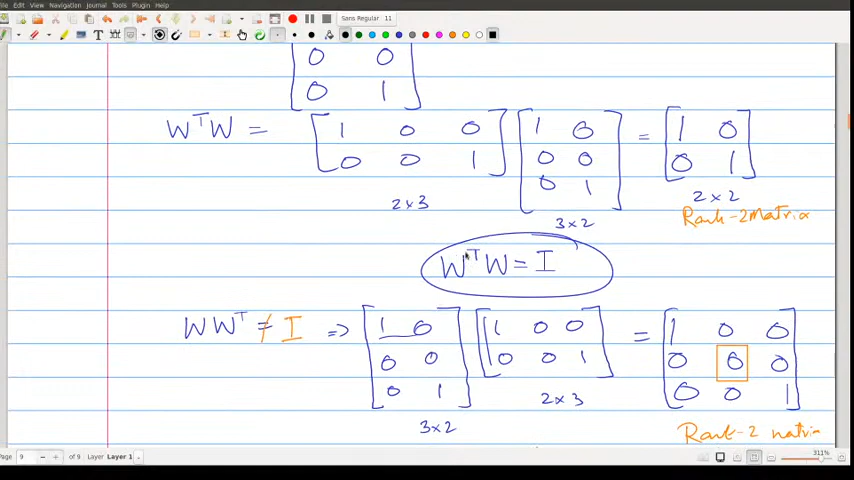 File Edit View Navigation Journal Tools Plugin Help
Sans Regular 11
0 0
0 1
WᵀW = [1 0 0 [1 0 = [1 0
0 0 1] 0 0 0 1]
0 1]
2×3 3×2 2×2
Rank-2 Matrix
WᵀW = I
WWᵀ ≠ I ⇒ [1 0 [1 0 0 = [1 0 0
0 0 0 0 1] 0 0 0
0 1] 0 0 1]
3×2 2×3
Rank-2 matrix
Page 9 of 9 Layer Layer 1 311%